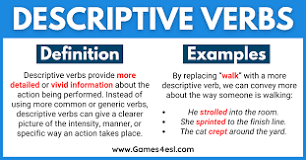 DESCRIPTIVE VERBS
Definition
Descriptive verbs provide more
detailed or vivid information about the
action being performed. Instead of
using more common or generic verbs,
descriptive verbs can give a clearer
picture of the intensity, manner, or
specific way an action takes place.
Examples
By replacing "walk" with a more
descriptive verb, we can convey more
about the way someone is walking:
• He strolled into the room.
• She sprinted to the finish line.
• The cat crept around the yard.
www.Games4esl.com